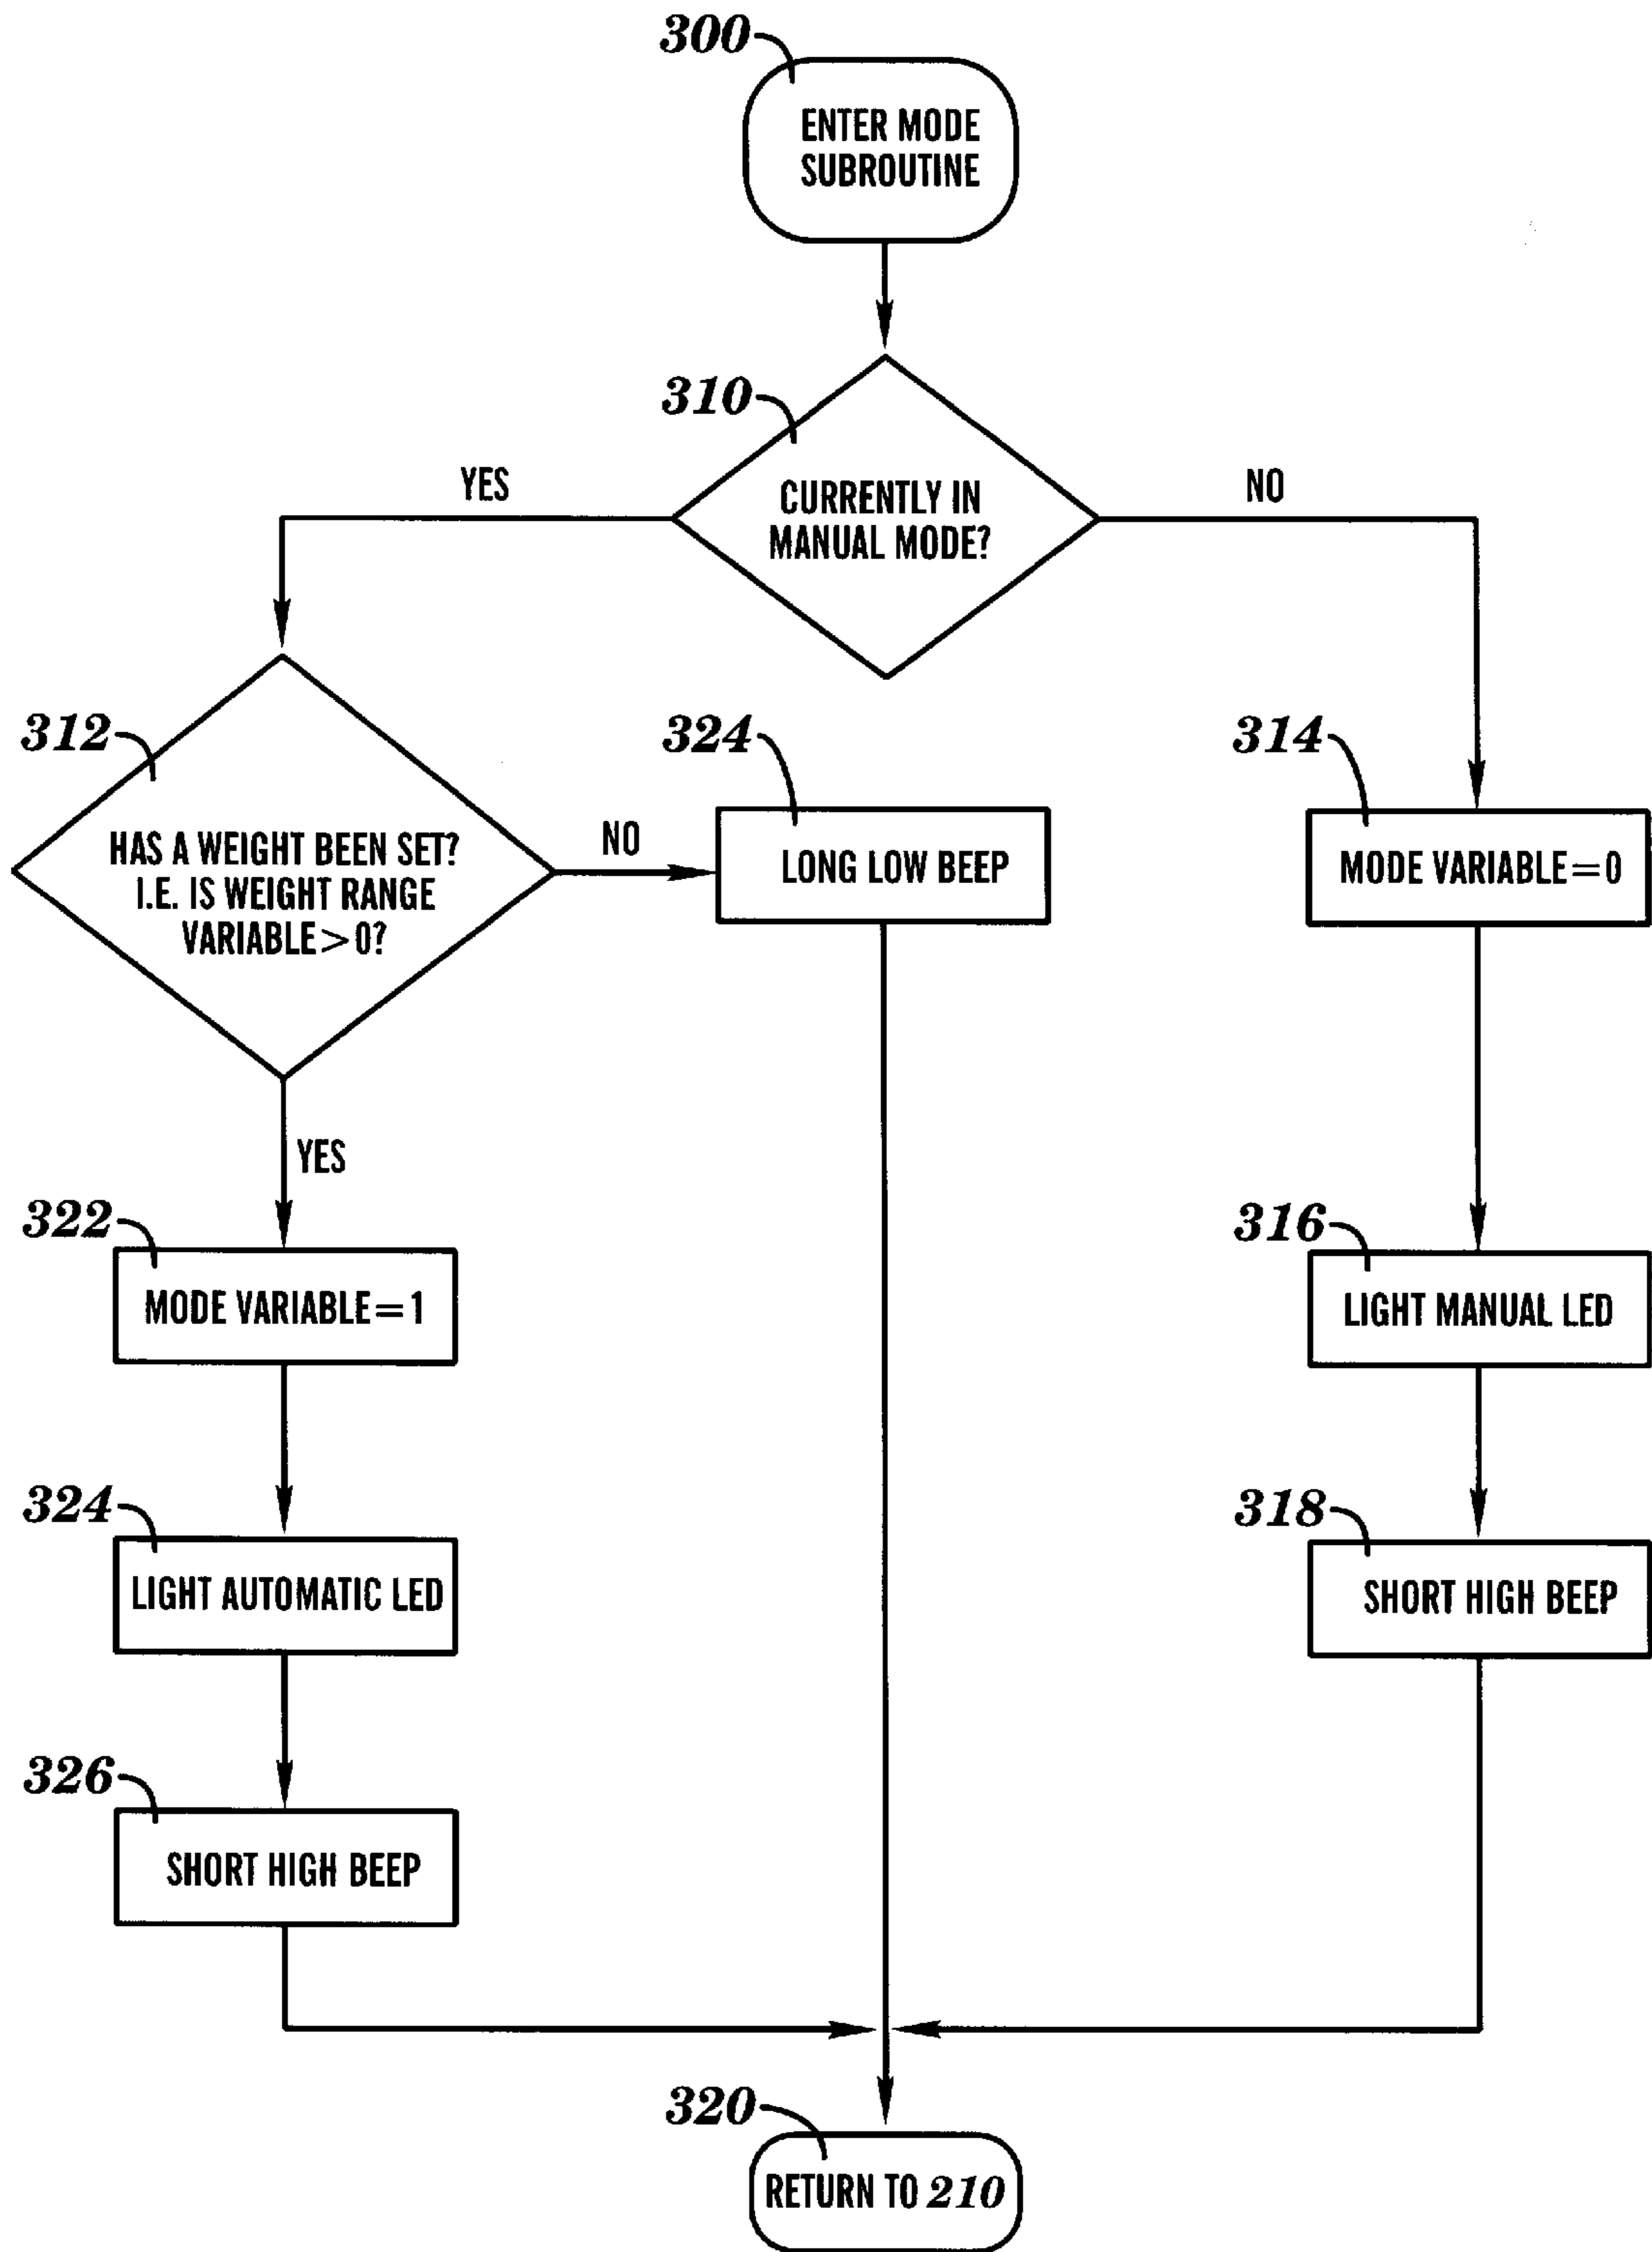 300
ENTER MODE
SUBROUTINE
310
YES
CURRENTLY IN
MANUAL MODE?
NO
312
HAS A WEIGHT BEEN SET?
I.E. IS WEIGHT RANGE
VARIABLE>0?
NO
324
LONG LOW BEEP
314
MODE VARIABLE=0
YES
322
MODE VARIABLE=1
316
LIGHT MANUAL LED
324
LIGHT AUTOMATIC LED
318
SHORT HIGH BEEP
326
SHORT HIGH BEEP
320
RETURN TO 210